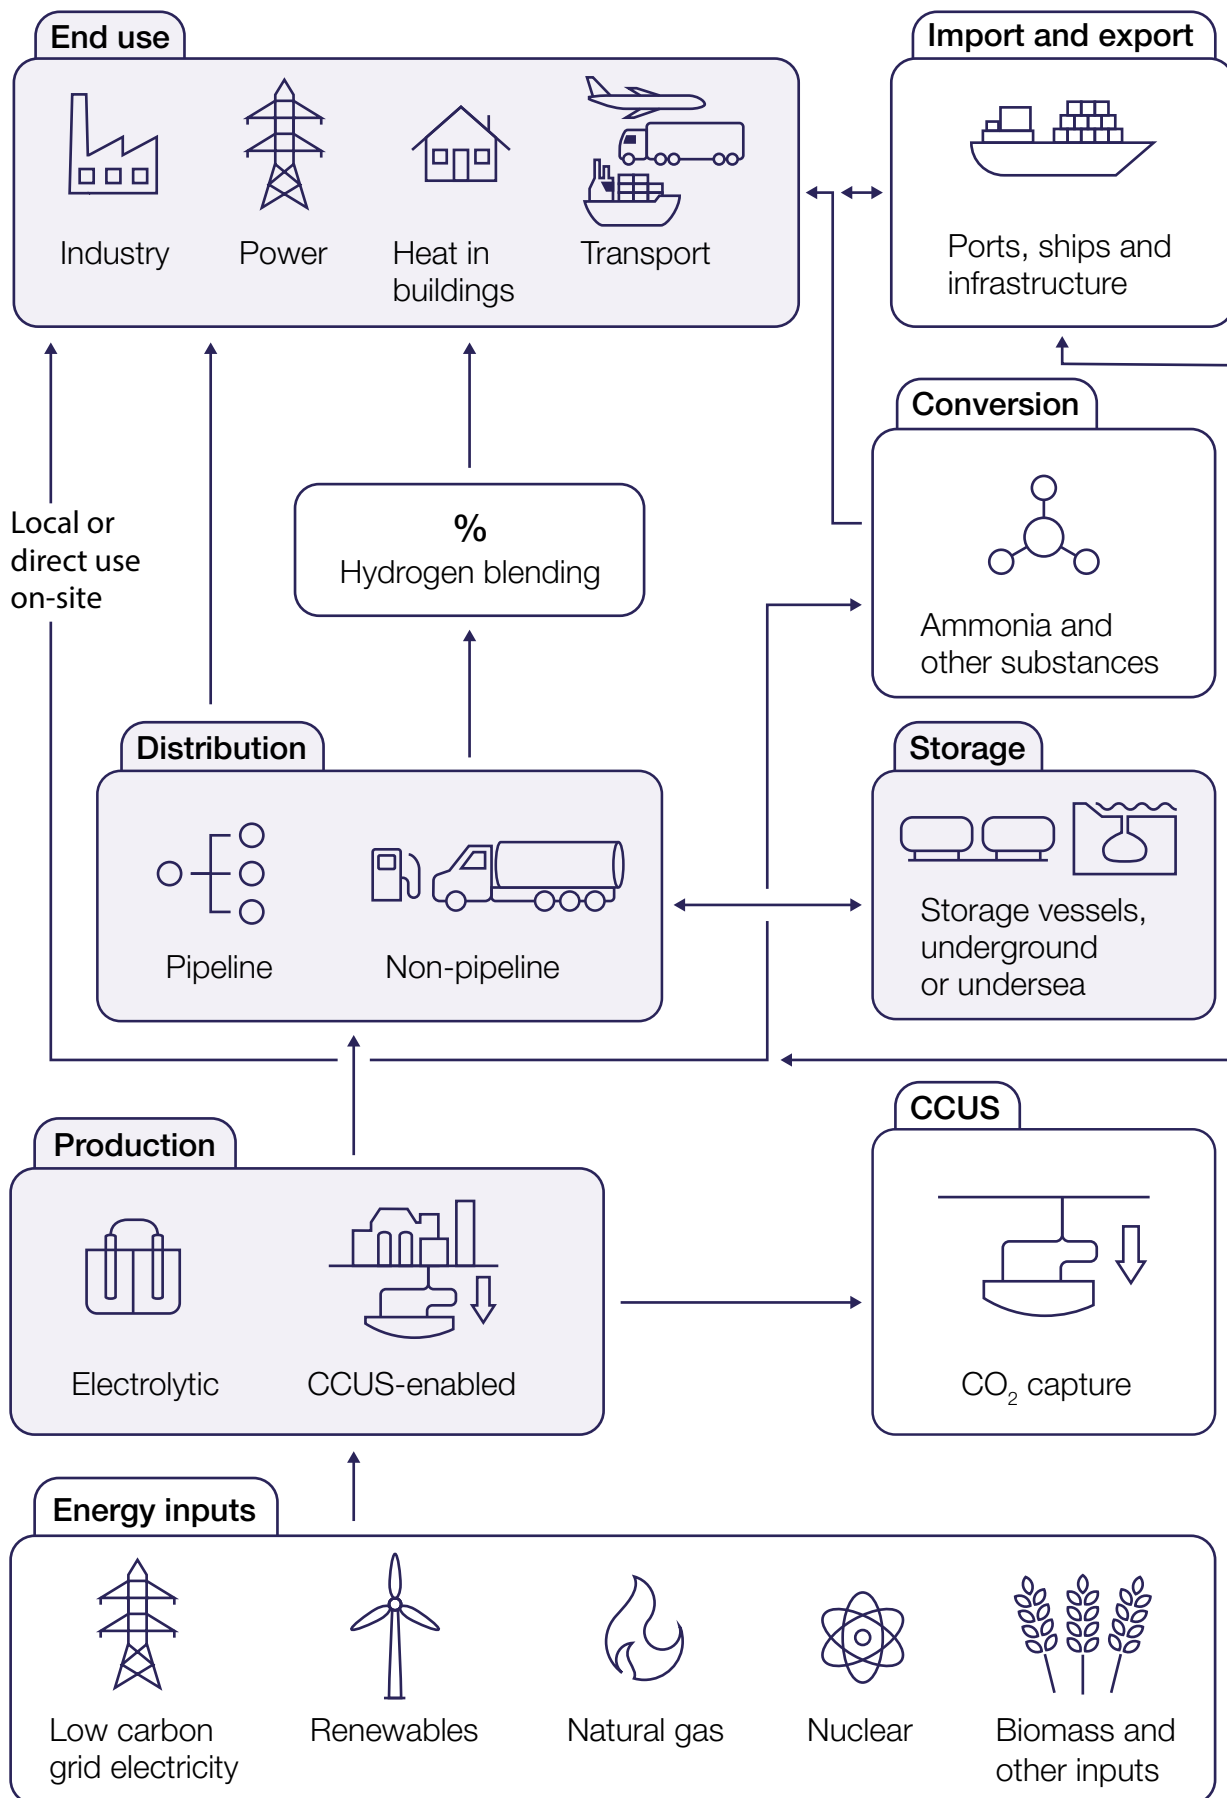 End use
Industry
Power
Heat in
buildings
Transport
Import and export
Ports, ships and
infrastructure
Conversion
Ammonia and
other substances
Local or
direct use
on-site
%
Hydrogen blending
Distribution
Pipeline
Non-pipeline
Storage
Storage vessels,
underground
or undersea
Production
Electrolytic
CCUS-enabled
CCUS
CO₂ capture
Energy inputs
Low carbon
grid electricity
Renewables
Natural gas
Nuclear
Biomass and
other inputs